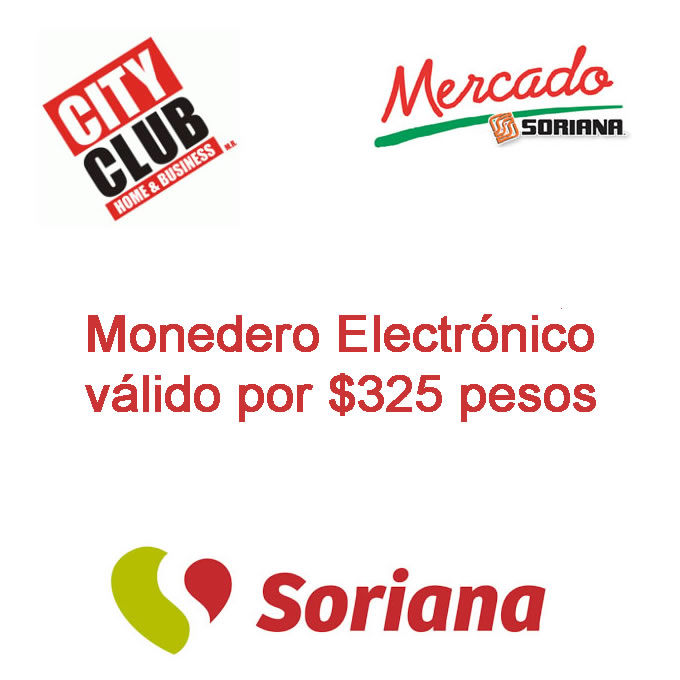 CITY
CLUB
HOME & BUSINESS M.R.
Mercado
SORIANA
Monedero Electrónico
válido por $325 pesos
Soriana